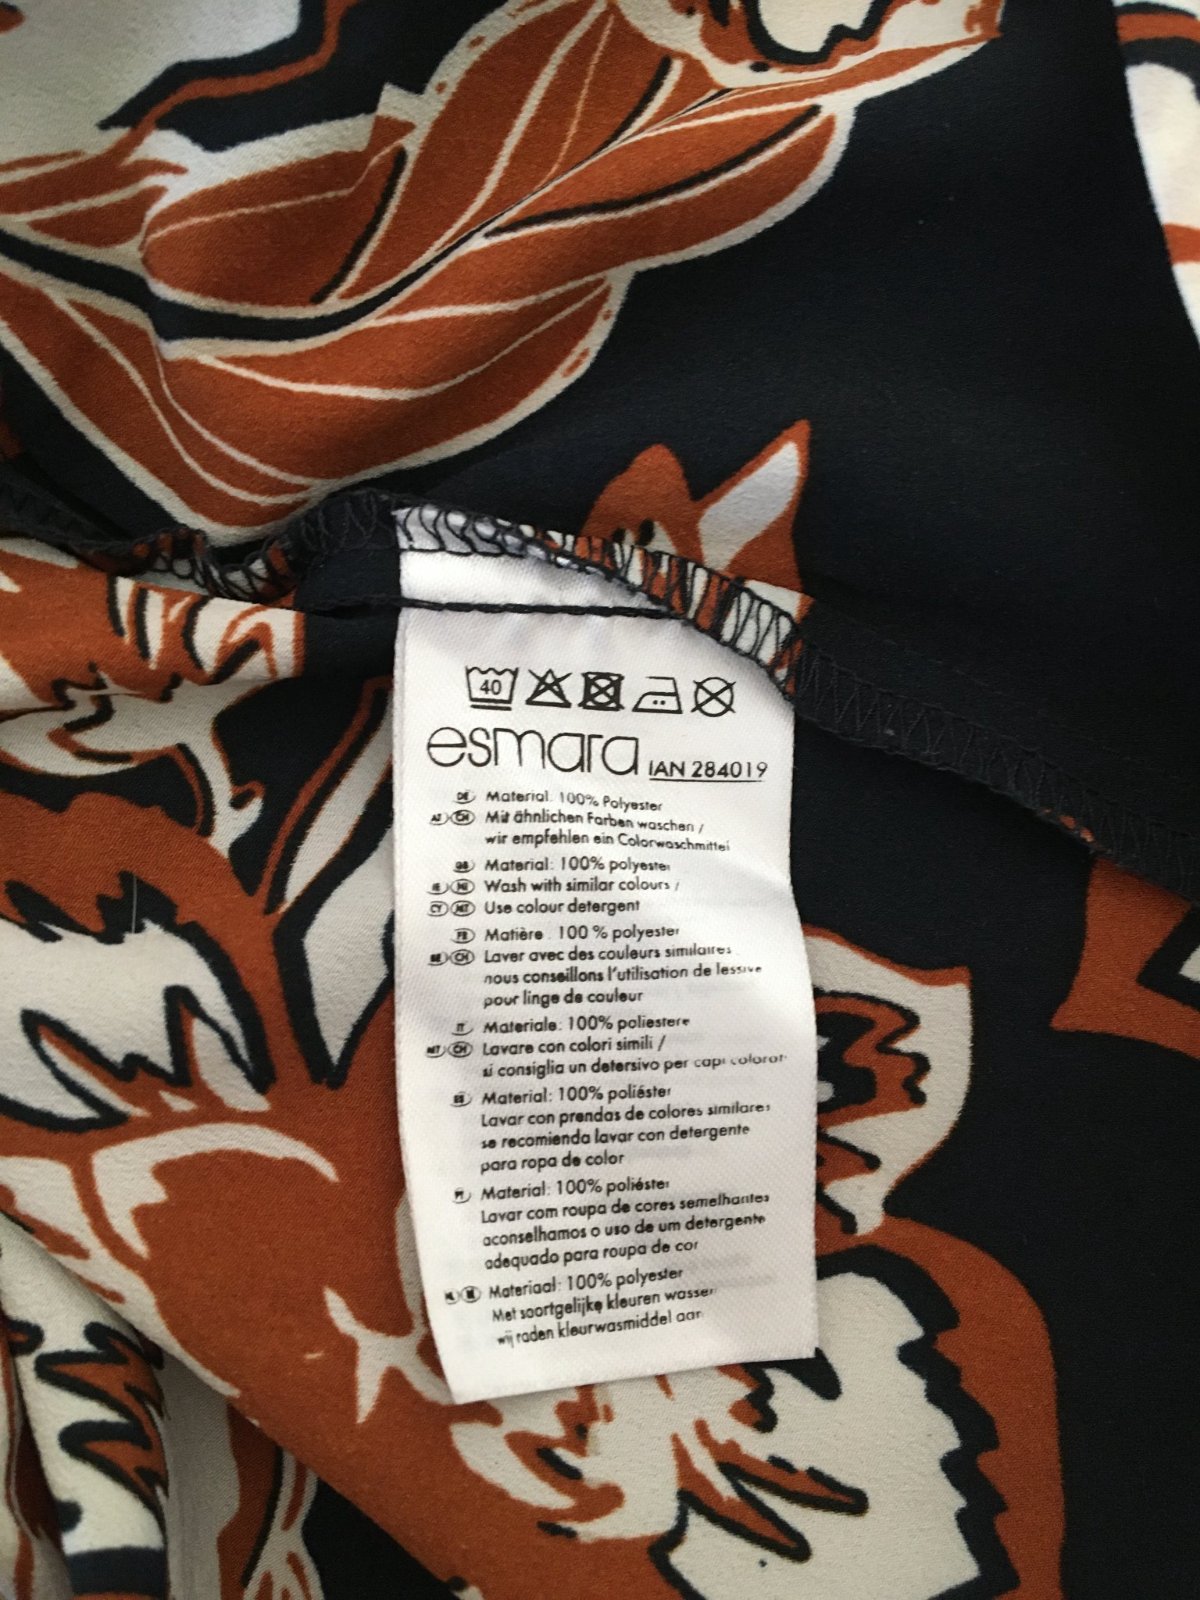 40
esmara IAN 284019
DE Material: 100% Polyester
AT CH Mit ähnlichen Farben waschen /
wir empfehlen ein Colorwaschmittel
GB Material: 100% polyester
IE NI Wash with similar colours /
CY MT Use colour detergent
FR Matière : 100 % polyester
BE CH Laver avec des couleurs similaires
nous conseillons l'utilisation de lessive
pour linge de couleur
IT Materiale: 100% poliestere
MT CH Lavare con colori simili /
si consiglia un detersivo per capi colorati
ES Material: 100% poliéster
Lavar con prendas de colores similares
se recomienda lavar con detergente
para ropa de color
PT Material: 100% poliéster
Lavar com roupa de cores semelhantes
aconselhamos o uso de um detergente
adequado para roupa de cor
NL BE Materiaal: 100% polyester
Met soortgelijke kleuren wassen
wij raden kleurwasmiddel aan